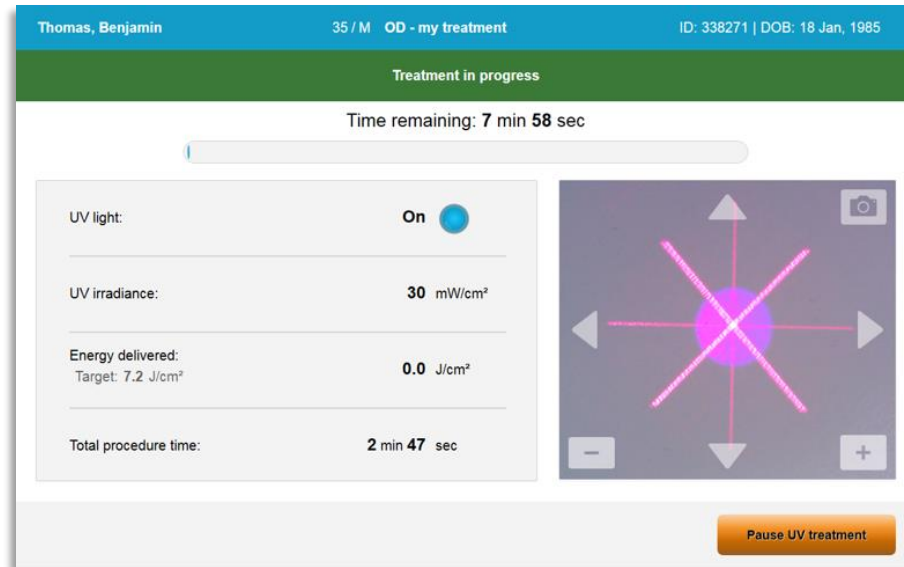 Thomas, Benjamin 35 / M OD - my treatment ID: 338271 | DOB: 18 Jan, 1985
Treatment in progress
Time remaining: 7 min 58 sec
UV light: On
UV irradiance: 30 mW/cm²
Energy delivered:
Target: 7.2 J/cm² 0.0 J/cm²
Total procedure time: 2 min 47 sec
Pause UV treatment